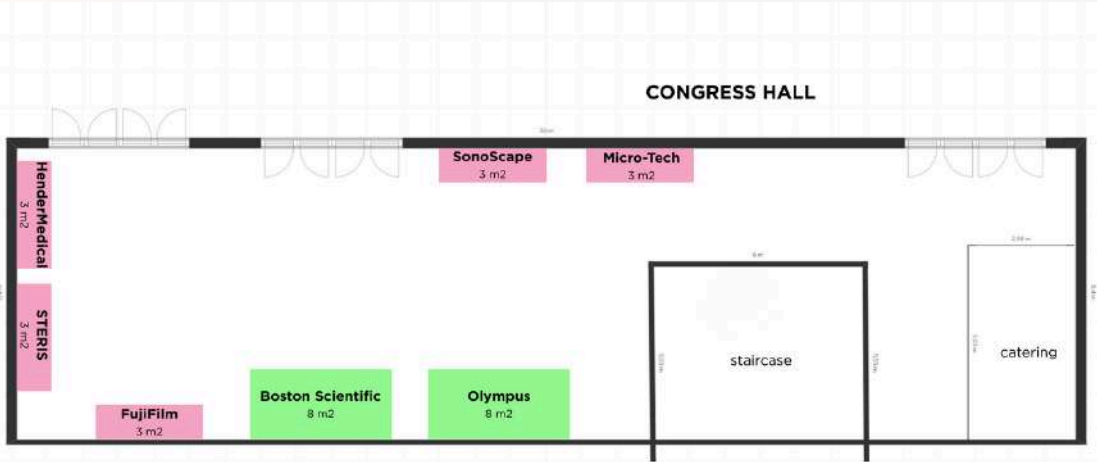 CONGRESS HALL
SonoScape
3 m2
Micro-Tech
3 m2
HenderMedical
3 m2
STERIS
3 m2
FujiFilm
3 m2
Boston Scientific
8 m2
Olympus
8 m2
staircase
catering